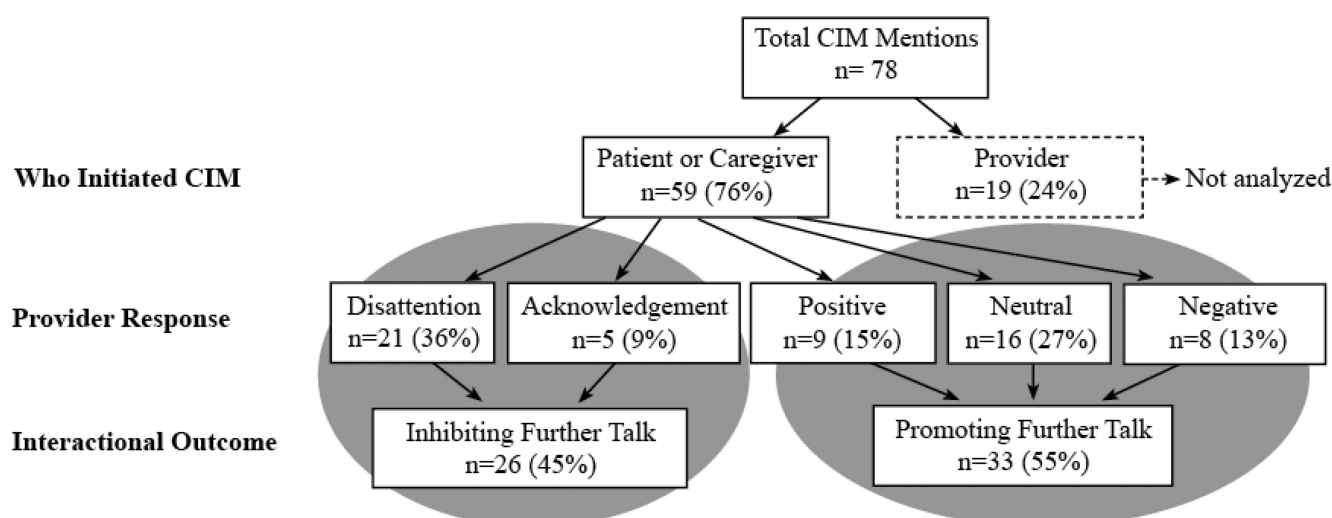 Total CIM Mentions
n= 78
Who Initiated CIM
Patient or Caregiver
n=59 (76%)
Provider
n=19 (24%)
Not analyzed
Provider Response
Disattention
n=21 (36%)
Acknowledgement
n=5 (9%)
Positive
n=9 (15%)
Neutral
n=16 (27%)
Negative
n=8 (13%)
Interactional Outcome
Inhibiting Further Talk
n=26 (45%)
Promoting Further Talk
n=33 (55%)